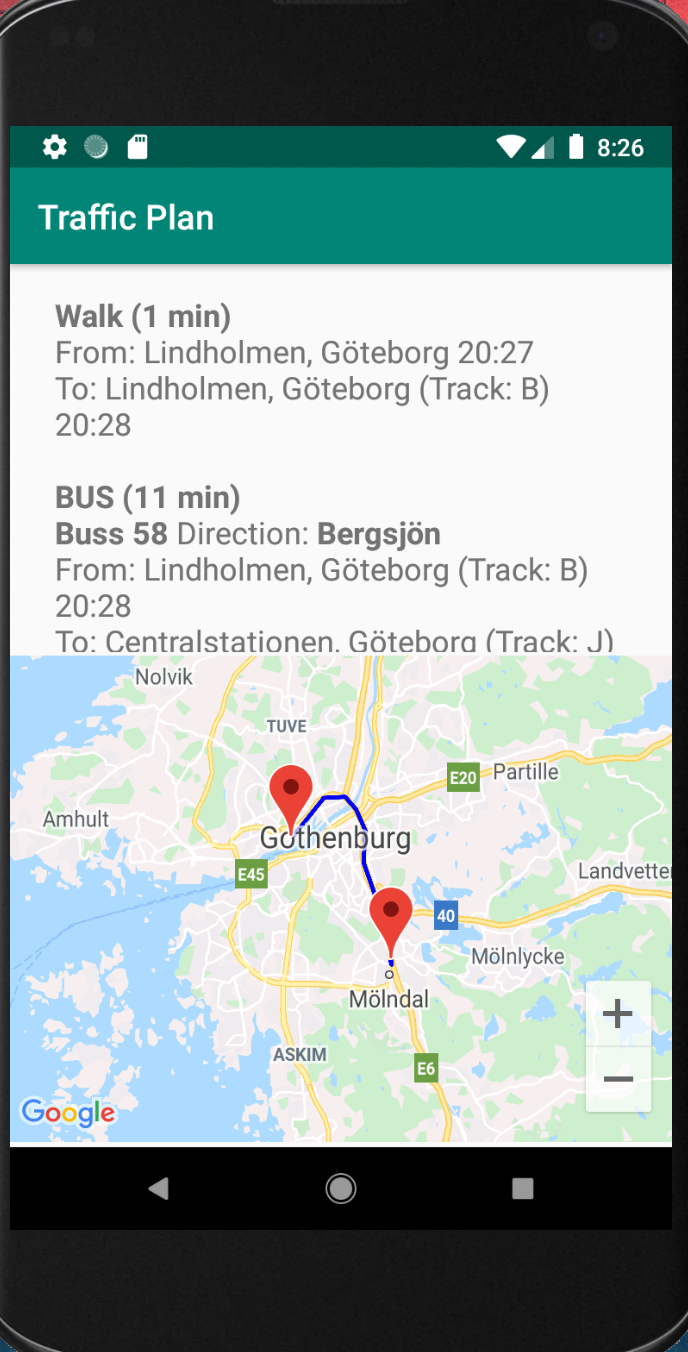 8:26
Traffic Plan
Walk (1 min)
From: Lindholmen, Göteborg 20:27
To: Lindholmen, Göteborg (Track: B)
20:28
BUS (11 min)
Buss 58 Direction: Bergsjön
From: Lindholmen, Göteborg (Track: B)
20:28
To: Centralstationen, Göteborg (Track: J)
Nolvik
TUVE
E20 Partille
Amhult
Gothenburg
E45
Landvetter
40
Mölnlycke
Mölndal
+
ASKIM
E6
−
Google